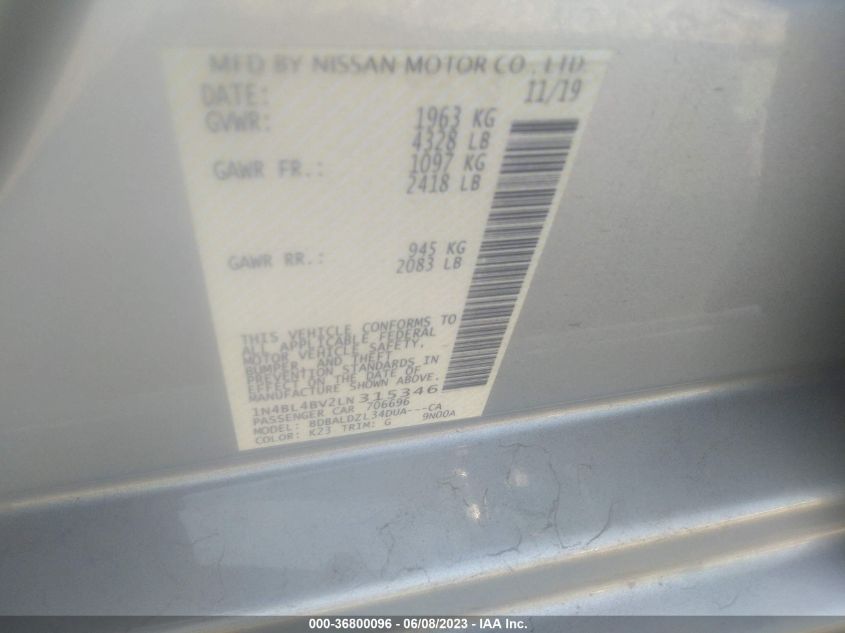 MFD BY NISSAN MOTOR CO., LTD.
DATE: 11/19
GVWR: 1963 KG
4328 LB
GAWR FR.: 1097 KG
2418 LB
GAWR RR.: 945 KG
2083 LB
THIS VEHICLE CONFORMS TO
ALL APPLICABLE FEDERAL
MOTOR VEHICLE SAFETY,
BUMPER, AND THEFT
PREVENTION STANDARDS IN
EFFECT ON THE DATE OF
MANUFACTURE SHOWN ABOVE.
1N4BL4BV2LN315346
PASSENGER CAR 706696
MODEL: BDBALDZL34DUA---CA
COLOR: K23 TRIM: G 9N00A
000-36800096 - 06/08/2023 - IAA Inc.